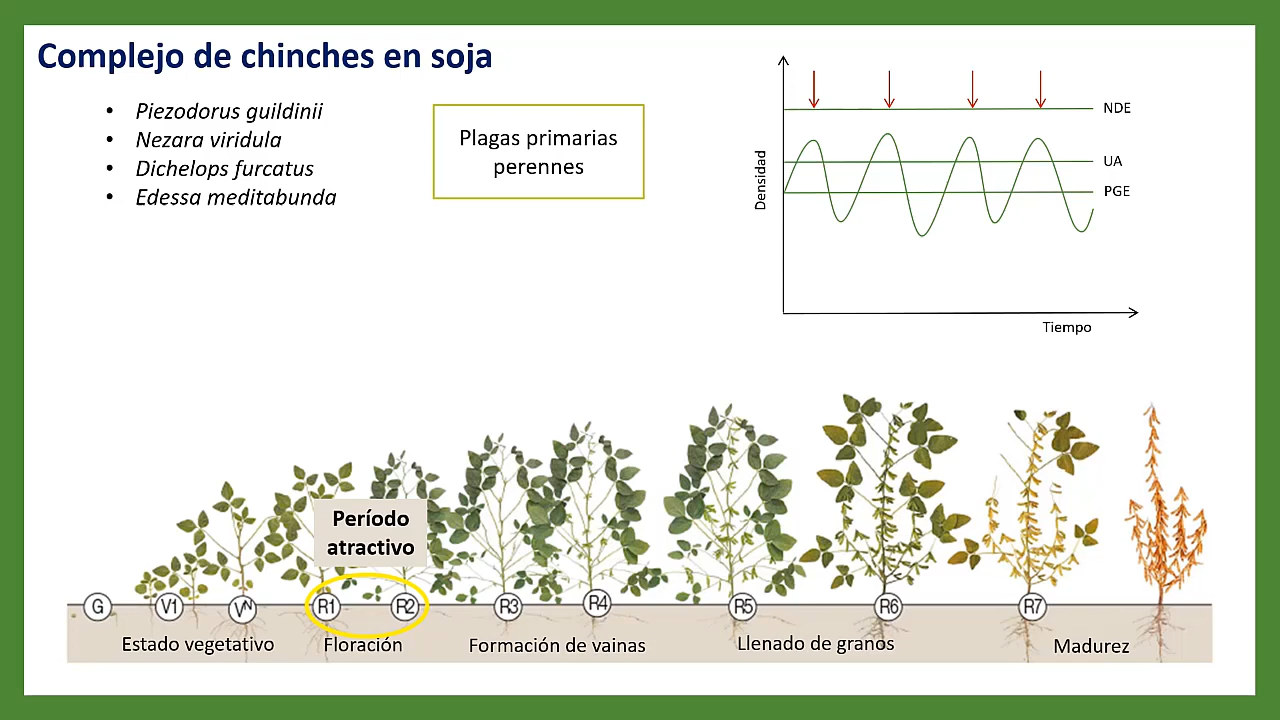 Complejo de chinches en soja
• Piezodorus guildinii
• Nezara viridula
• Dichelops furcatus
• Edessa meditabunda
Plagas primarias
perennes
NDE
UA
PGE
Densidad
Tiempo
Período
atractivo
G V1 VN R1 R2 R3 R4 R5 R6 R7
Estado vegetativo Floración Formación de vainas Llenado de granos Madurez